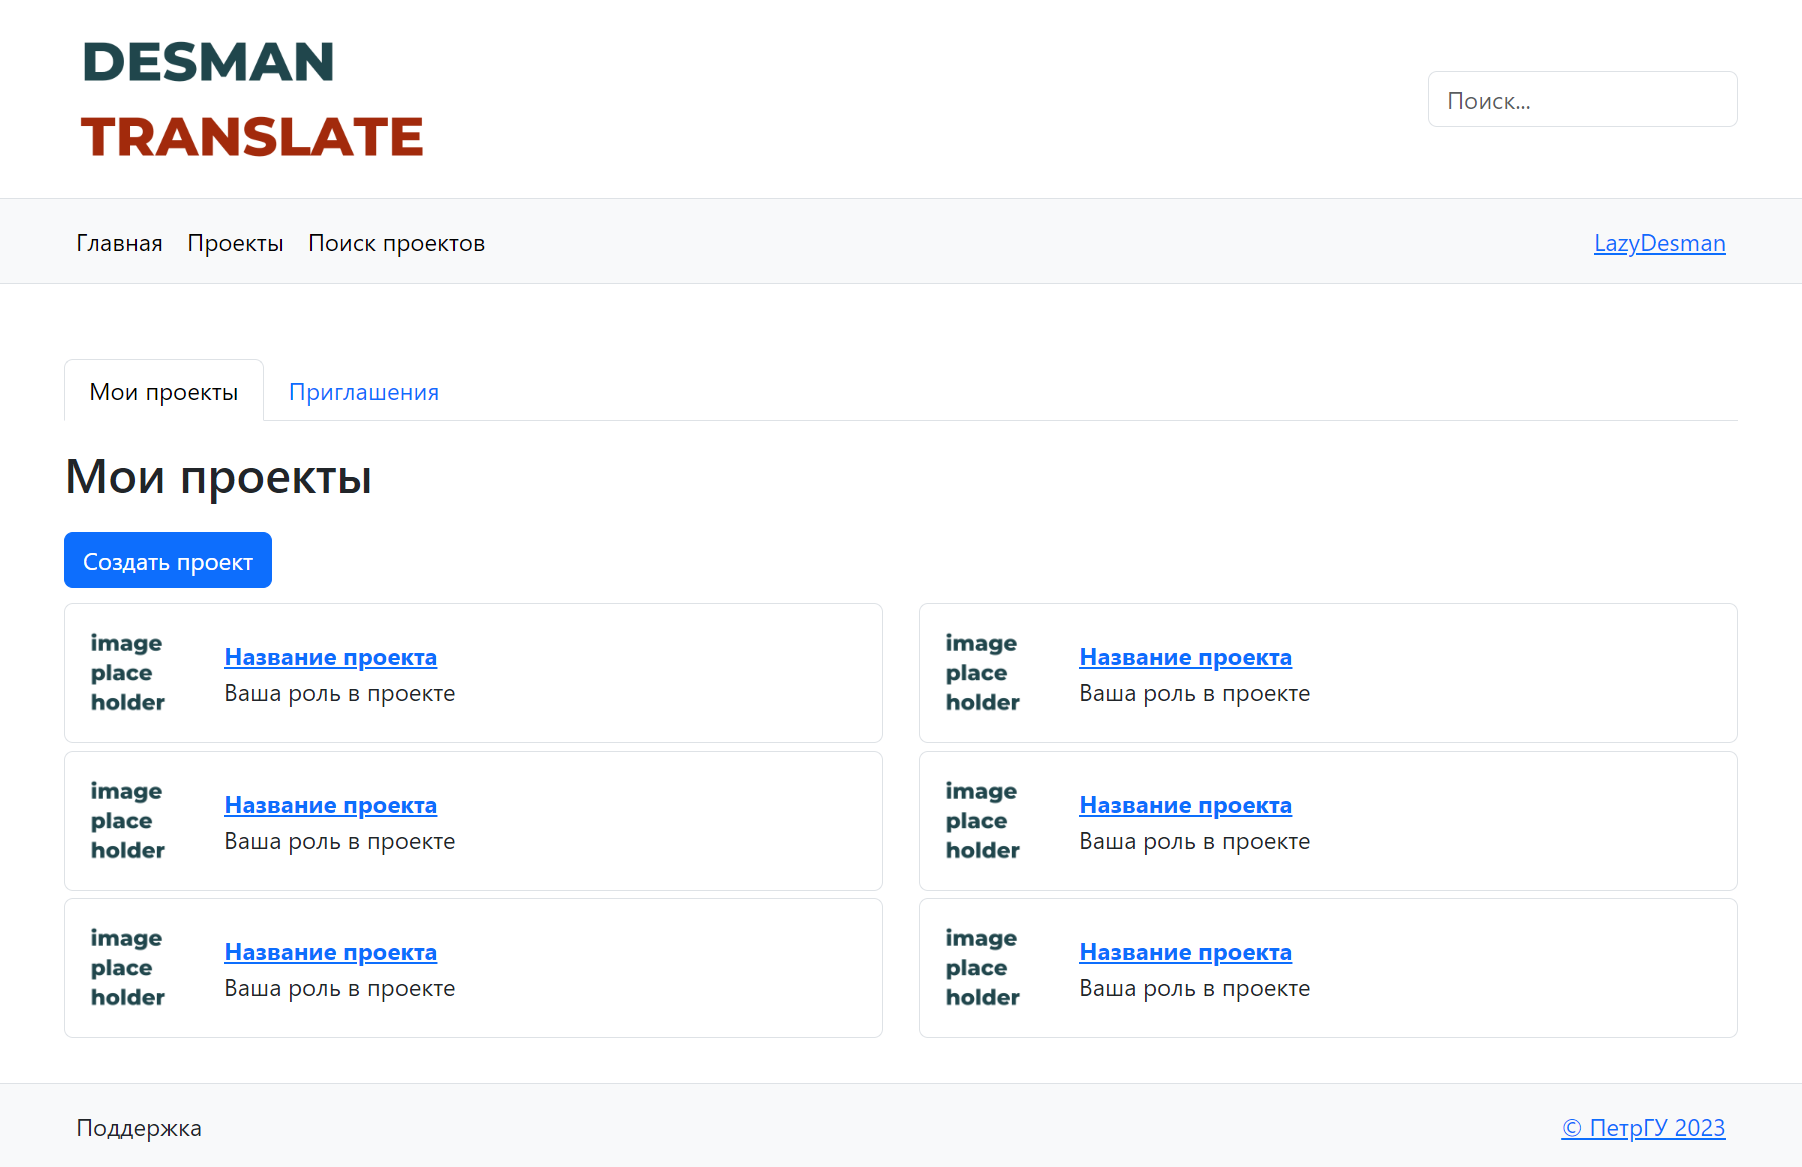 DESMAN
TRANSLATE
Поиск...
Главная Проекты Поиск проектов LazyDesman
Мои проекты Приглашения
Мои проекты
Создать проект
image
place
holder
Название проекта
Ваша роль в проекте
image
place
holder
Название проекта
Ваша роль в проекте
image
place
holder
Название проекта
Ваша роль в проекте
image
place
holder
Название проекта
Ваша роль в проекте
image
place
holder
Название проекта
Ваша роль в проекте
image
place
holder
Название проекта
Ваша роль в проекте
Поддержка © ПетрГУ 2023